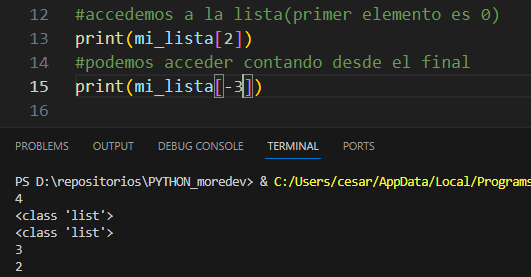 12 #accedemos a la lista(primer elemento es 0)
13 print(mi_lista[2])
14 #podemos acceder contando desde el final
15 print(mi_lista[-3])
16
PROBLEMS OUTPUT DEBUG CONSOLE TERMINAL PORTS
PS D:\repositorios\PYTHON_moredev> & C:/Users/cesar/AppData/Local/Programs
4
<class 'list'>
<class 'list'>
3
2